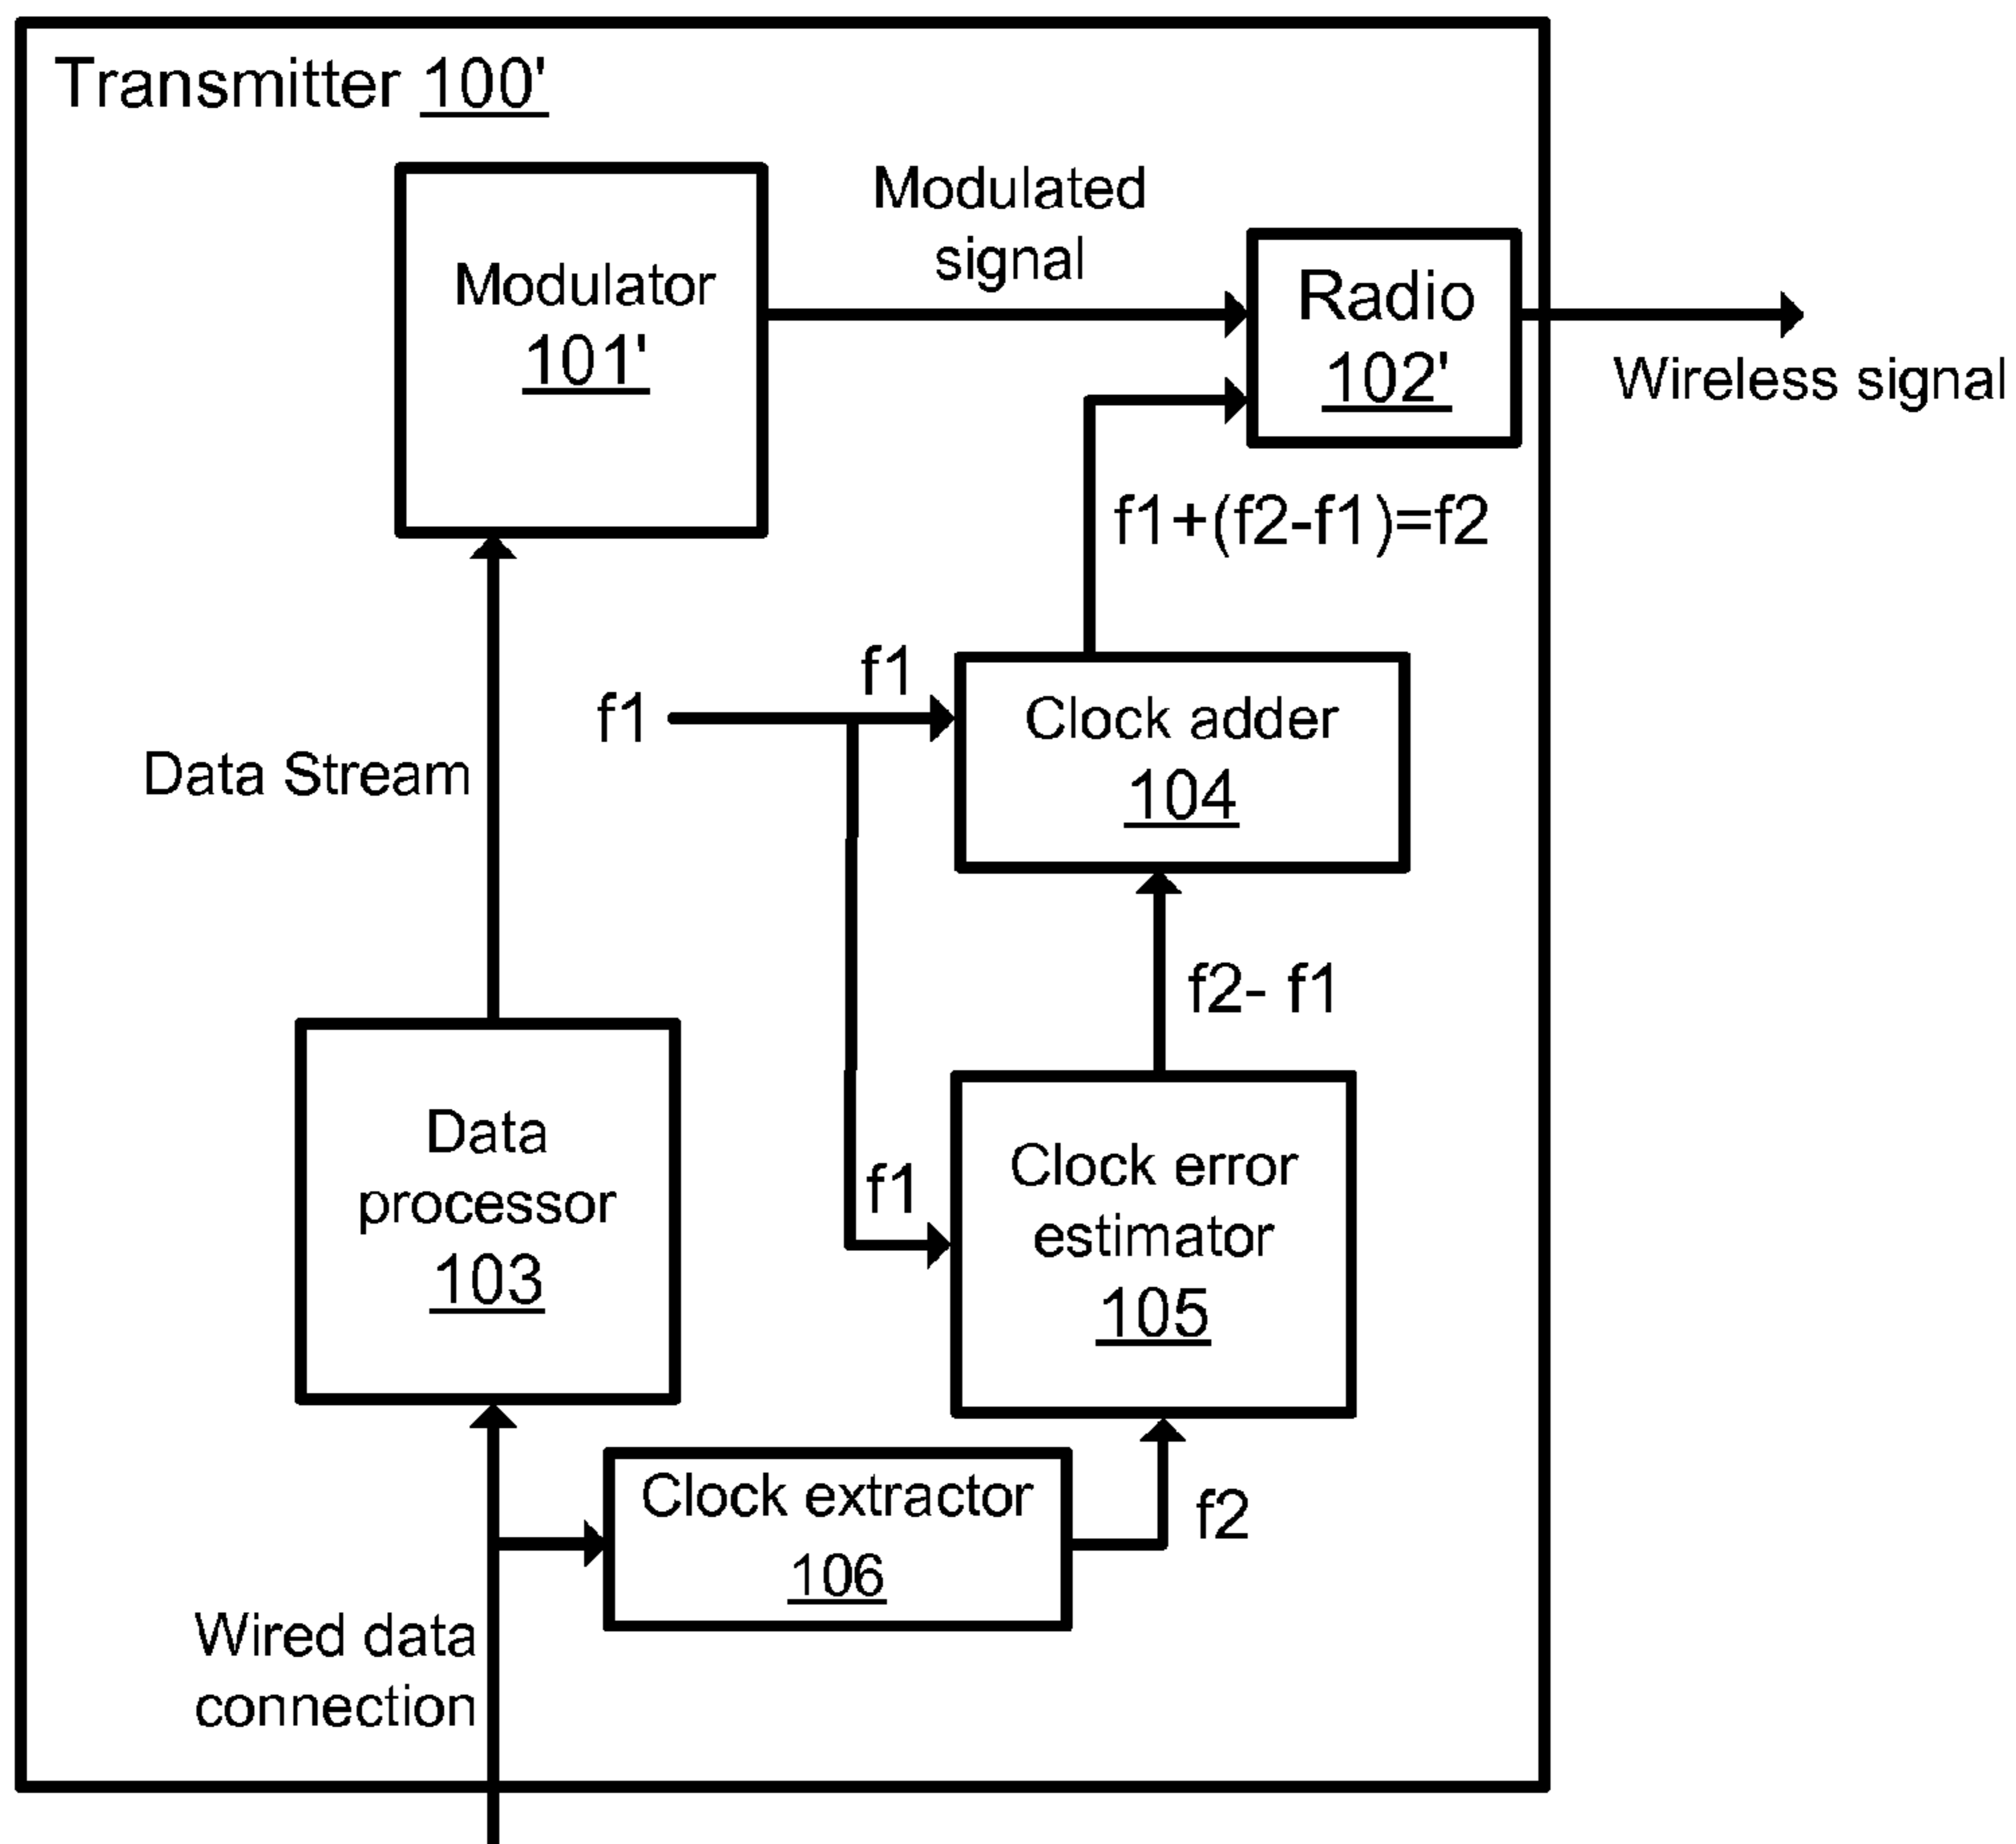 Transmitter 100'
Modulator
101'
Modulated
signal
Radio
102'
Wireless signal
f1+(f2-f1)=f2
f1
f1
Clock adder
104
Data Stream
f2- f1
Data
processor
103
f1
Clock error
estimator
105
Clock extractor
106
f2
Wired data
connection